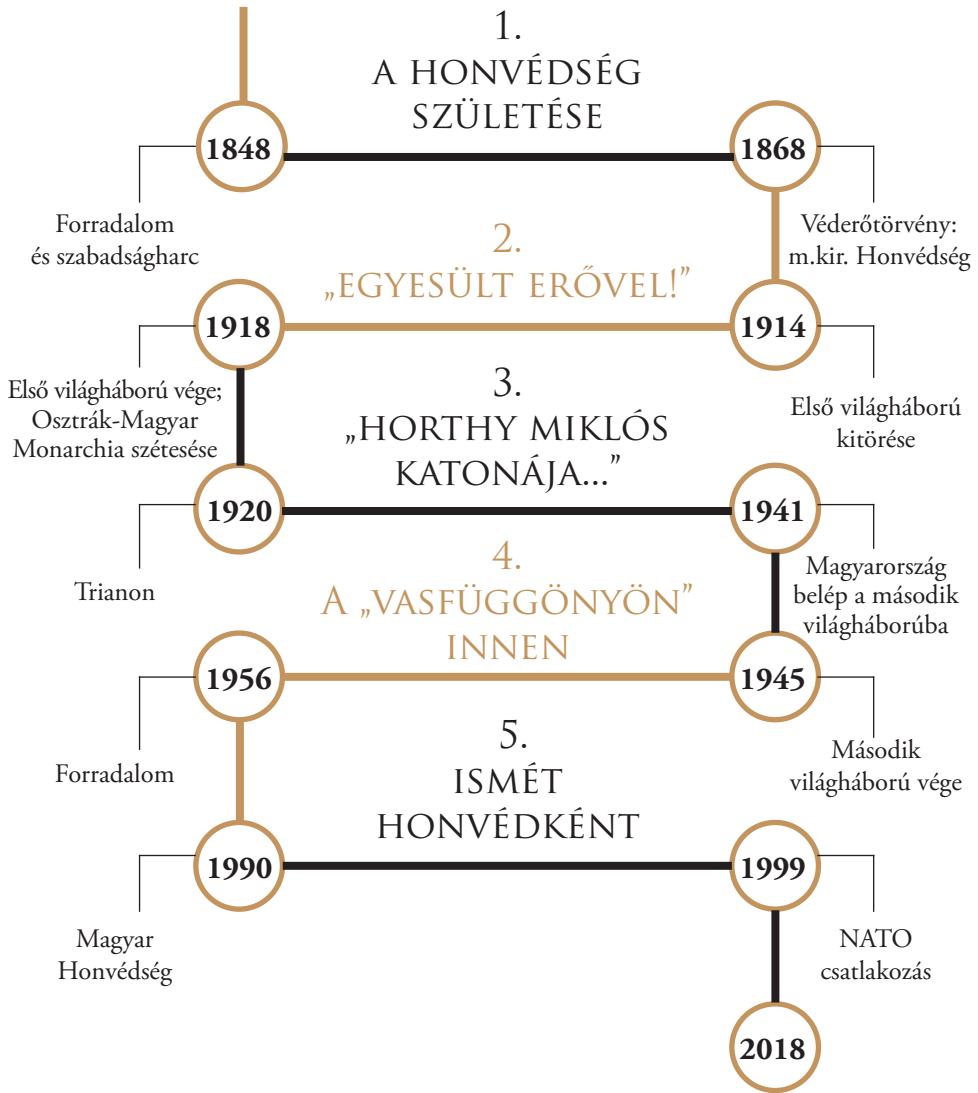 1.
A HONVÉDSÉG
SZÜLETÉSE
1848
1868
Forradalom
és szabadságharc
Véderőtörvény:
m.kir. Honvédség
2.
„EGYESÜLT ERŐVEL!”
1918
1914
Első világháború vége;
Osztrák-Magyar
Monarchia szétesése
Első világháború
kitörése
3.
„HORTHY MIKLÓS
KATONÁJA...”
1920
1941
Trianon
Magyarország
belép a második
világháborúba
4.
A „VASFÜGGÖNYÖN”
INNEN
1956
1945
Forradalom
Második
világháború vége
5.
ISMÉT
HONVÉDKÉNT
1990
1999
Magyar
Honvédség
NATO
csatlakozás
2018